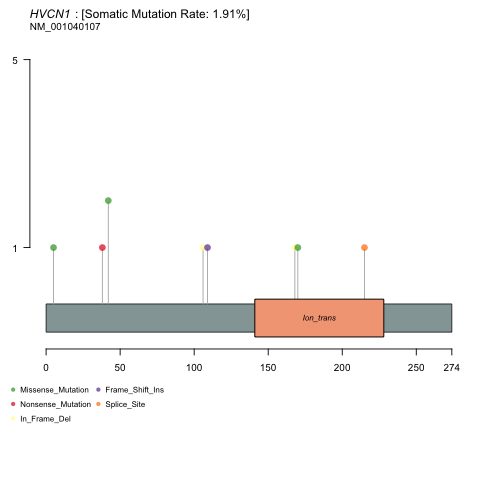 HVCN1 : [Somatic Mutation Rate: 1.91%]
NM_001040107
5
1
Ion_trans
0 50 100 150 200 250 274
Missense_Mutation Frame_Shift_Ins
Nonsense_Mutation Splice_Site
In_Frame_Del